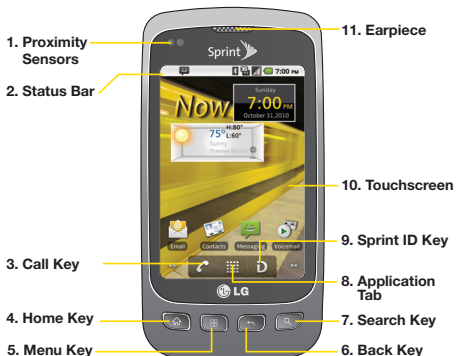 1. Proximity
Sensors
2. Status Bar
3. Call Key
4. Home Key
5. Menu Key
11. Earpiece
10. Touchscreen
9. Sprint ID Key
8. Application
Tab
7. Search Key
6. Back Key
Sprint
7:00 PM
Now
Sunday
7:00 PM
October 31, 2010
75°
H:80°
L:60°
Sunny
Email
Contacts
Messaging
Voicemail
LG